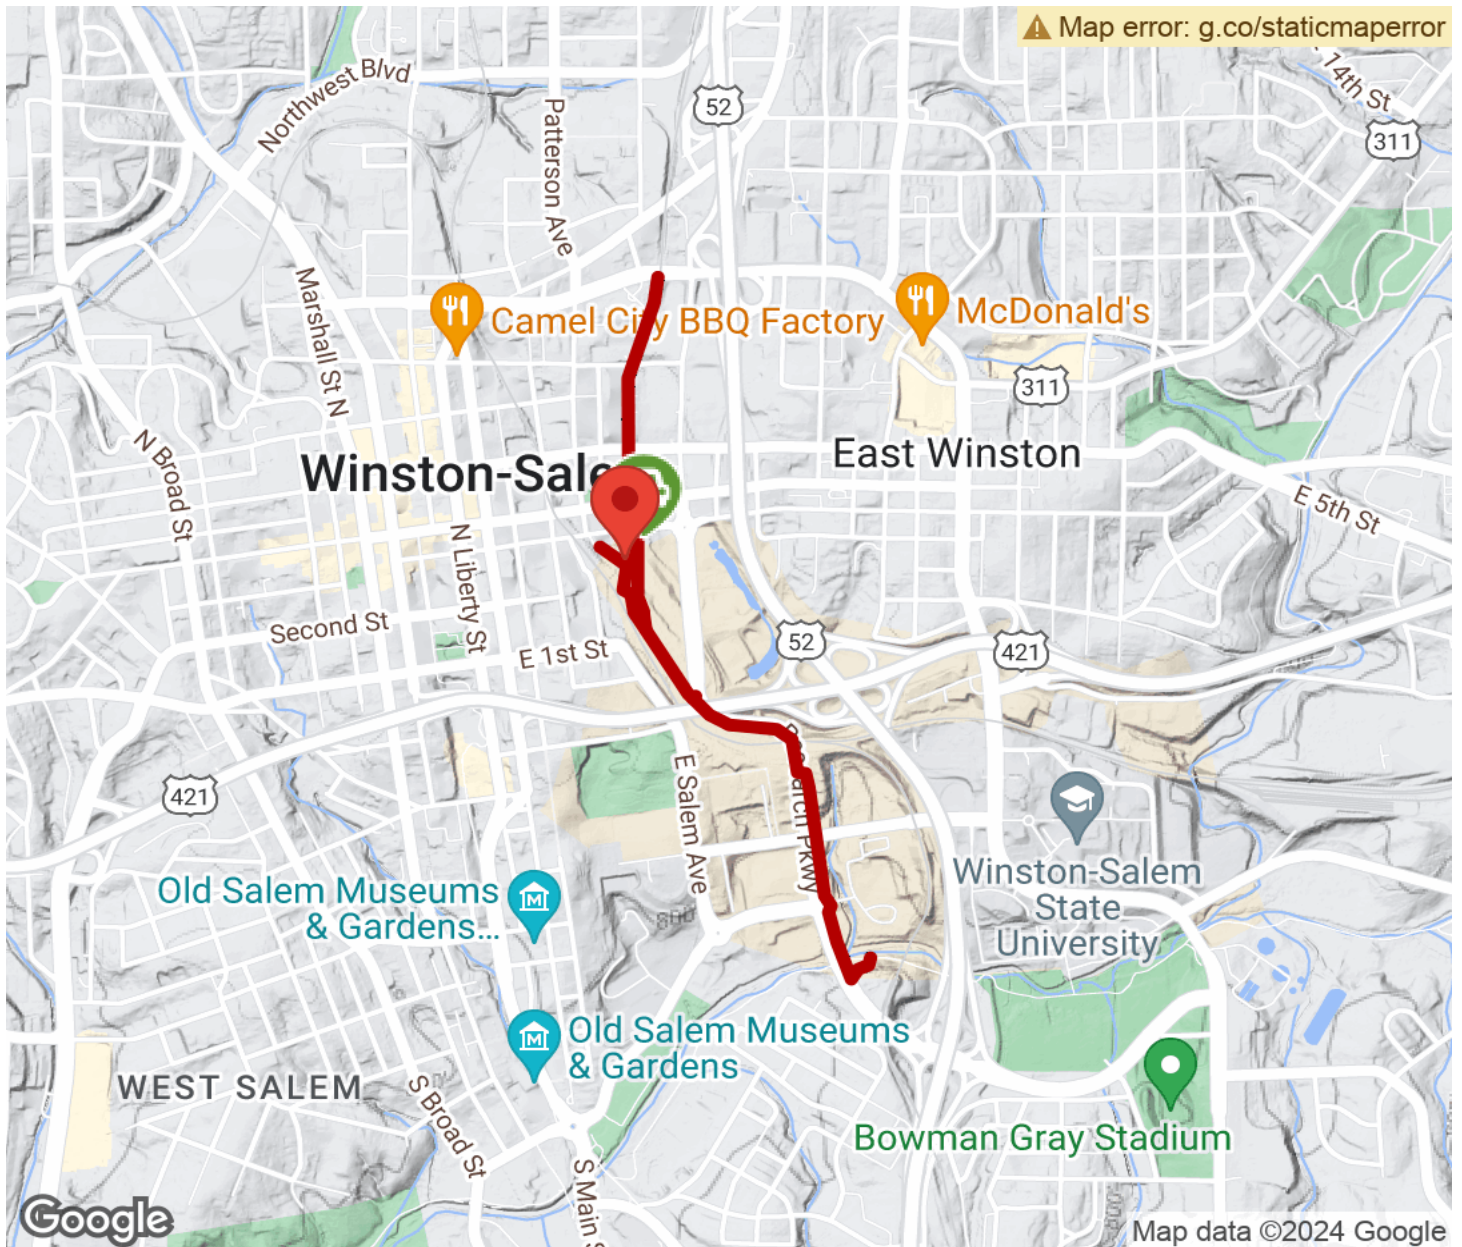 Map error: g.co/staticmaperror
Northwest Blvd
14th St
52
311
Patterson Ave
Marshall St N
Camel City BBQ Factory
McDonald's
311
N Broad St
Winston-Sale
East Winston
E 5th St
N Liberty St
Second St
E 1st St
52
421
421
E Salem Ave
Pkwy
Winston-Salem
State
University
Old Salem Museums
& Gardens...
Old Salem Museums
& Gardens
WEST SALEM
S Broad St
Bowman Gray Stadium
S Main S
Google
Map data ©2024 Google